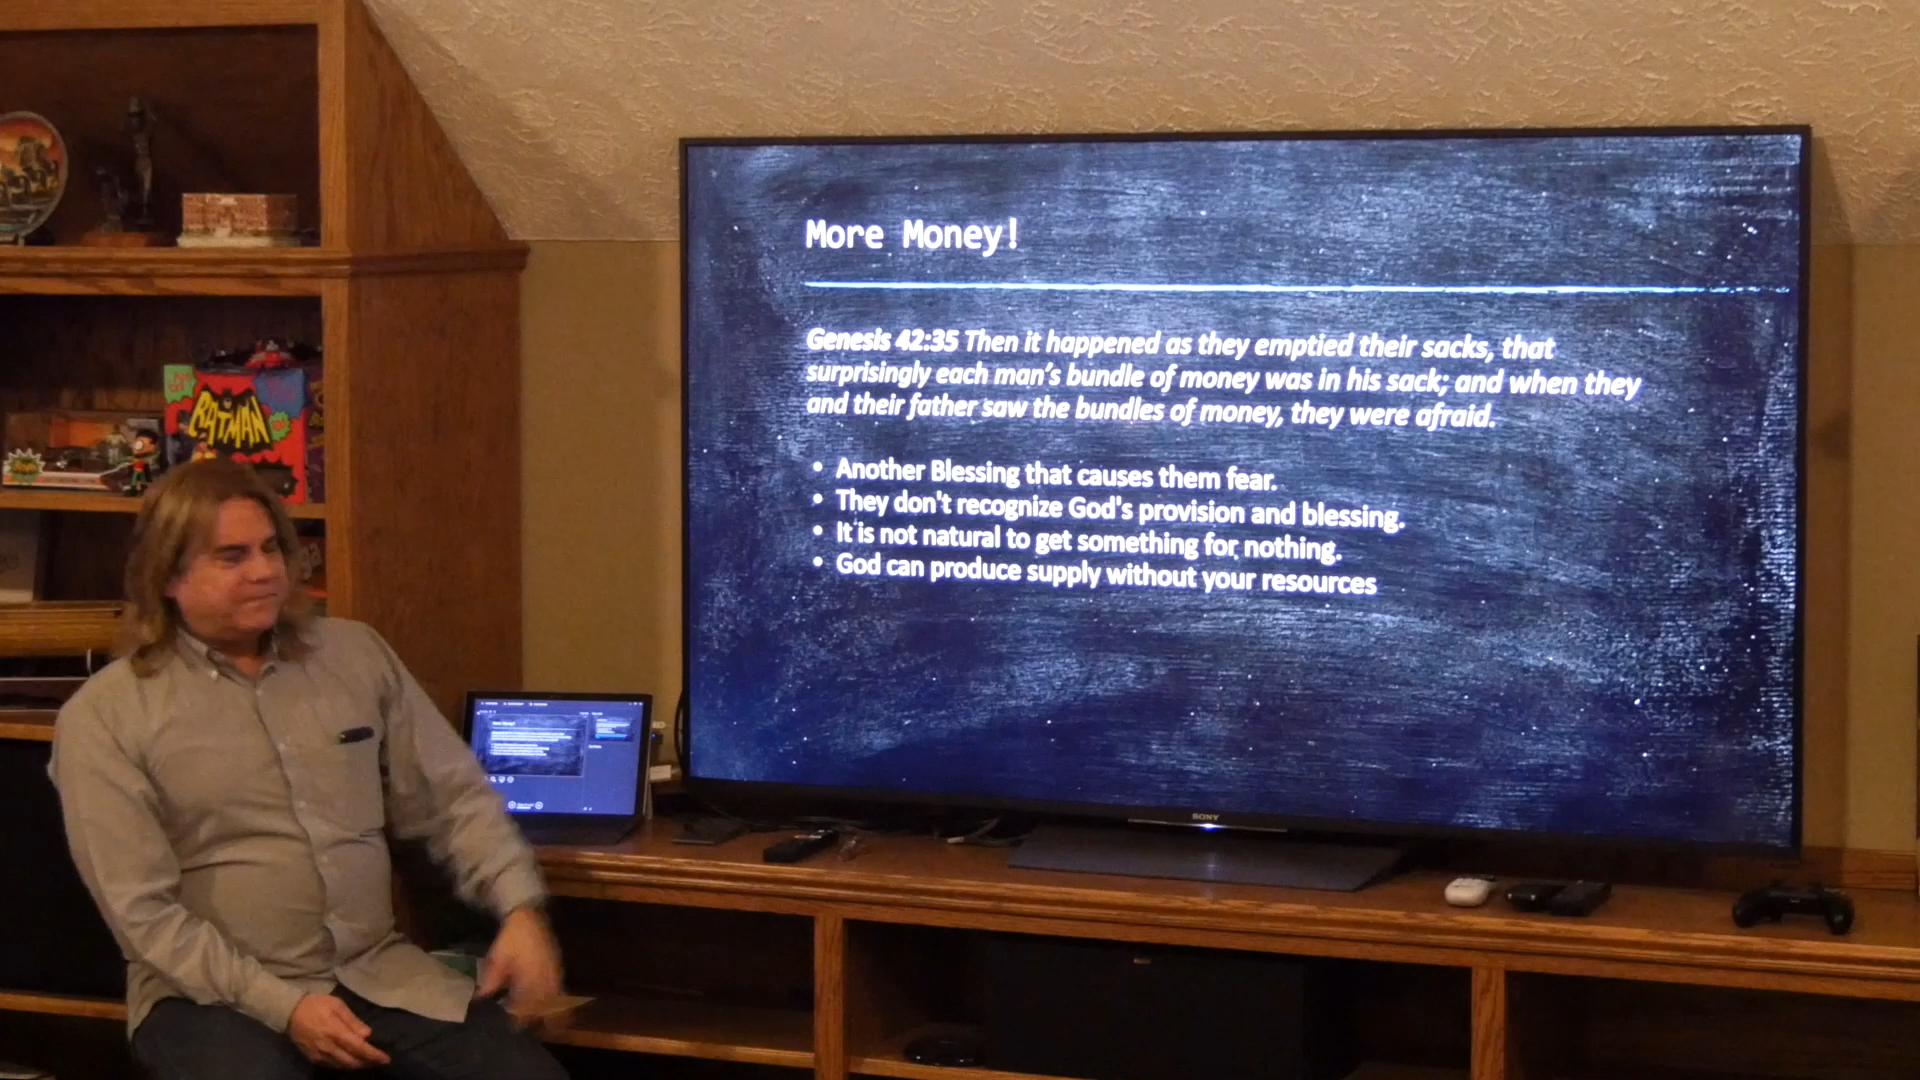 More Money!
Genesis 42:35 Then it happened as they emptied their sacks, that
surprisingly each man's bundle of money was in his sack; and when they
and their father saw the bundles of money, they were afraid.
• Another Blessing that causes them fear.
• They don't recognize God's provision and blessing.
• It is not natural to get something for nothing.
• God can produce supply without your resources
BATMAN
SONY